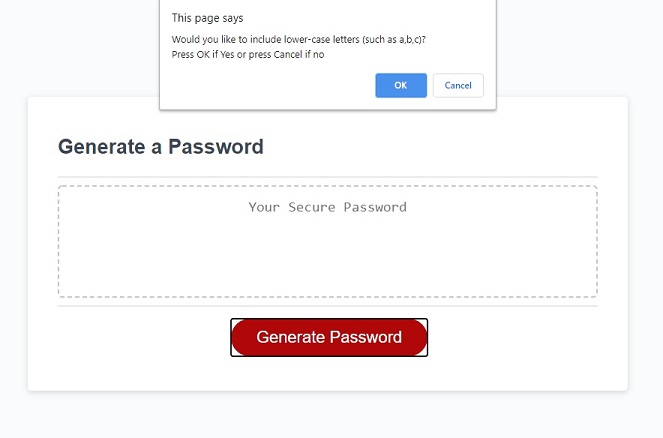 This page says
Would you like to include lower-case letters (such as a,b,c)?
Press OK if Yes or press Cancel if no
OK Cancel
Generate a Password
Your Secure Password
Generate Password